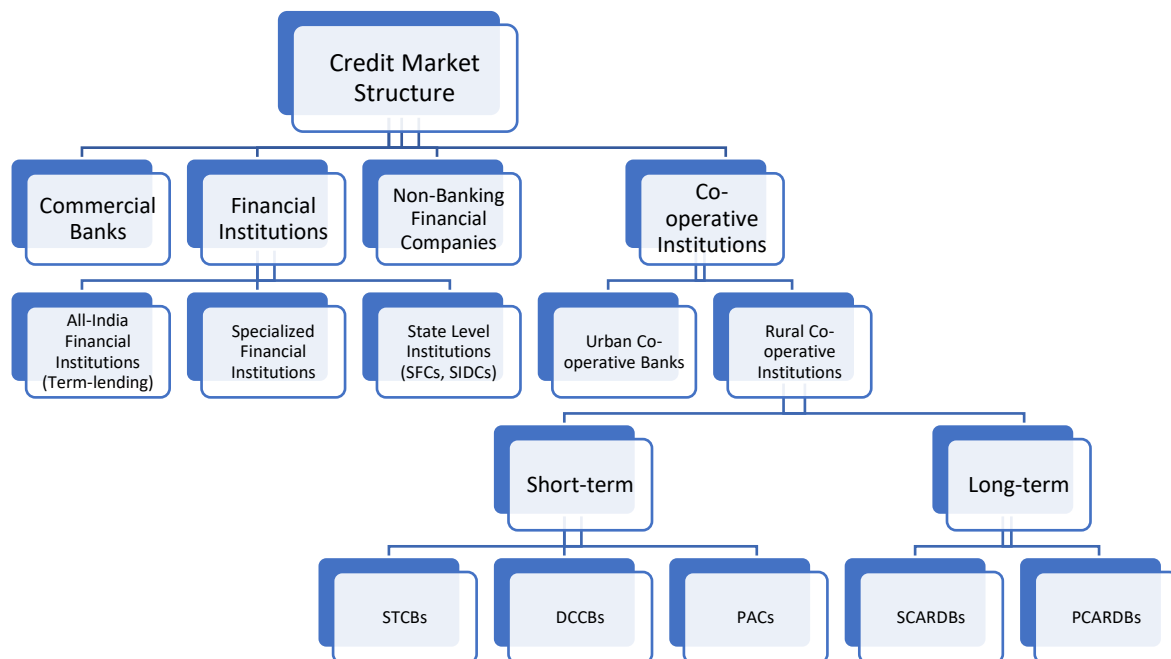 Credit Market
Structure
Commercial
Banks
Financial
Institutions
Non-Banking
Financial
Companies
Co-
operative
Institutions
All-India
Financial
Institutions
(Term-lending)
Specialized
Financial
Institutions
State Level
Institutions
(SFCs, SIDCs)
Urban Co-
operative Banks
Rural Co-
operative
Institutions
Short-term
Long-term
STCBs
DCCBs
PACs
SCARDBs
PCARDBs